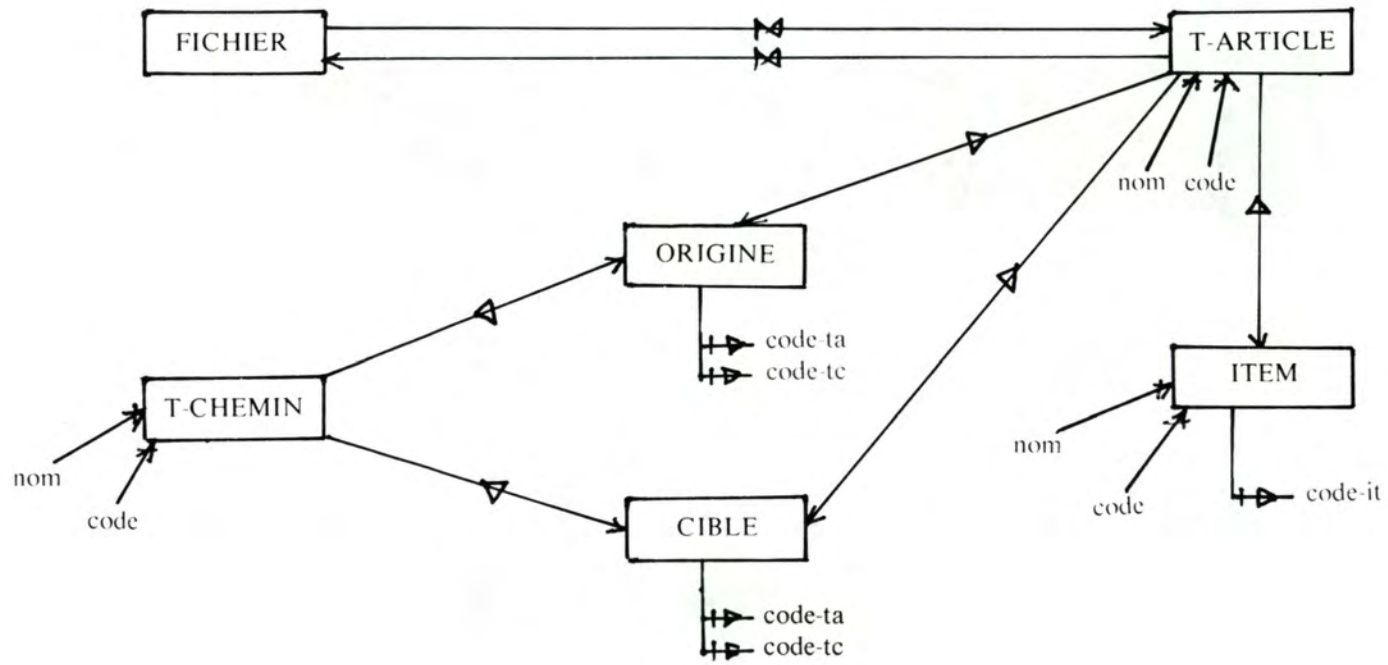 FICHIER
T-ARTICLE
nom code
ORIGINE
code-ta
code-tc
ITEM
T-CHEMIN
nom
nom
code
code
code-it
CIBLE
code-ta
code-tc